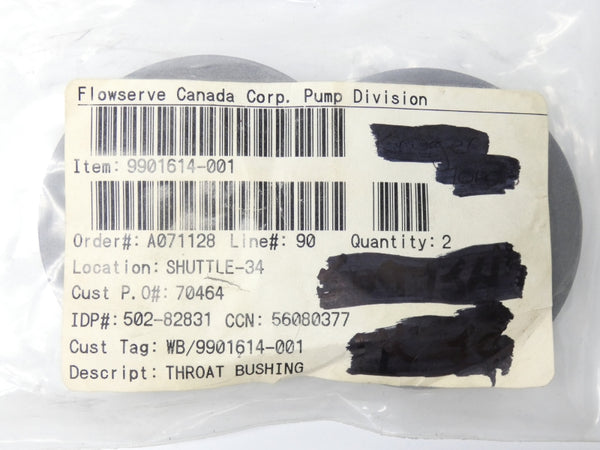 Flowserve Canada Corp. Pump Division
Item: 9901614-001
Order#: A071128 Line#: 90 Quantity: 2
Location: SHUTTLE-34
Cust P.O#: 70464
IDP#: 502-82831 CCN: 56080377
Cust Tag: WB/9901614-001
Descript: THROAT BUSHING